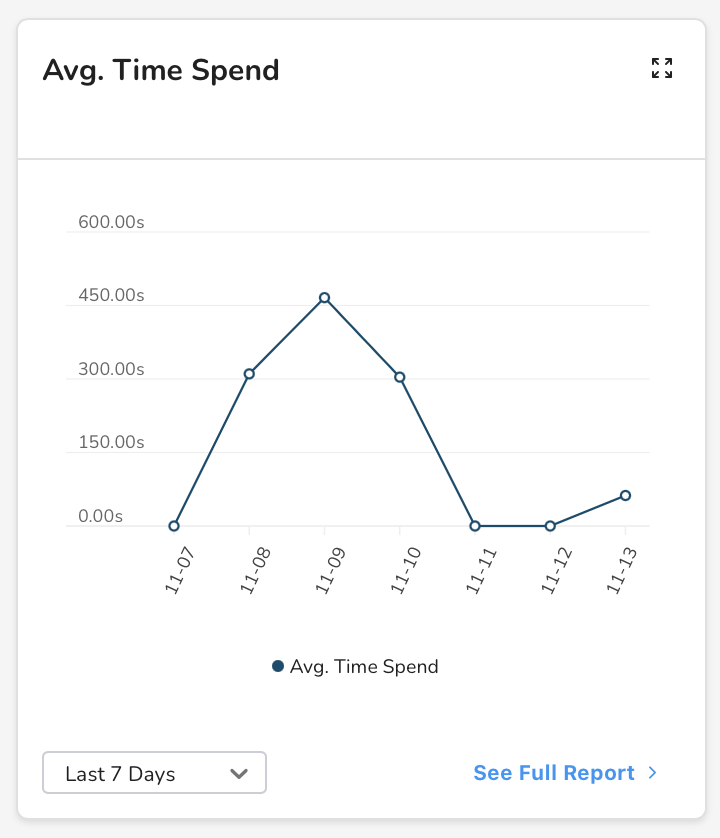 Avg. Time Spend
600.00s
450.00s
300.00s
150.00s
0.00s
11-07
11-08
11-09
11-10
11-11
11-12
11-13
Avg. Time Spend
Last 7 Days
See Full Report